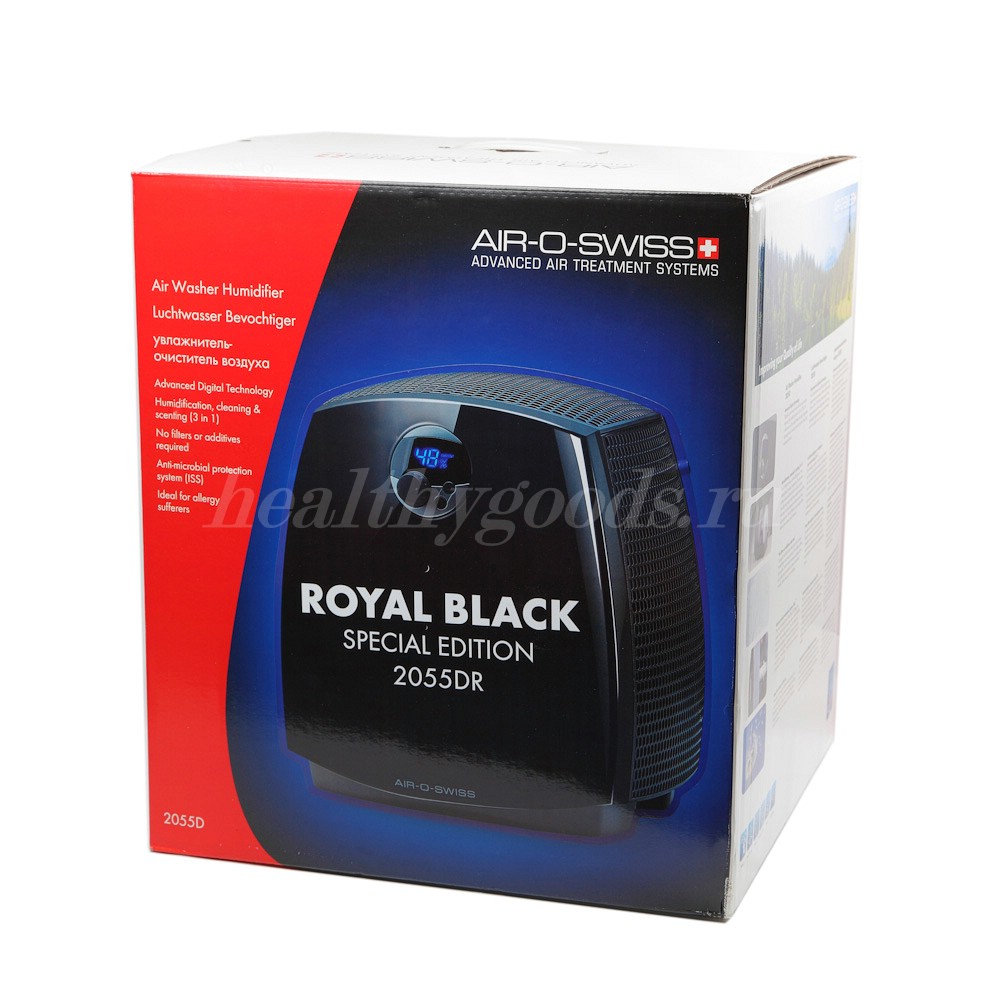 AIR-O-SWISS
ADVANCED AIR TREATMENT SYSTEMS
Air Washer Humidifier
Luchtwasser Bevochtiger
увлажнитель-
очиститель воздуха
Advanced Digital Technology
Humidification, cleaning &
scenting (3 in 1)
No filters or additives
required
Anti-microbial protection
system (ISS)
Ideal for allergy
sufferers
48
%
healthygoods.ru
ROYAL BLACK
SPECIAL EDITION
2055DR
AIR-O-SWISS
2055D